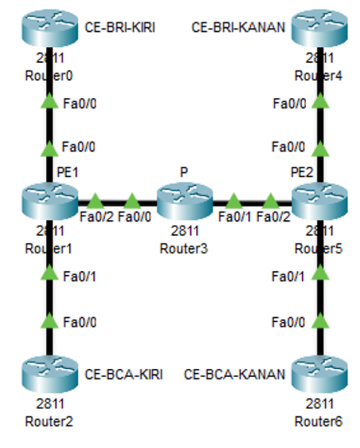 CE-BRI-KIRI CE-BRI-KANAN
2811 2811
Router0 Router4
Fa0/0 Fa0/0
Fa0/0 Fa0/0
PE1 P PE2
Fa0/2 Fa0/0 Fa0/1 Fa0/2
2811 2811 2811
Router1 Router3 Router5
Fa0/1 Fa0/1
Fa0/0 Fa0/0
CE-BCA-KIRI CE-BCA-KANAN
2811 2811
Router2 Router6